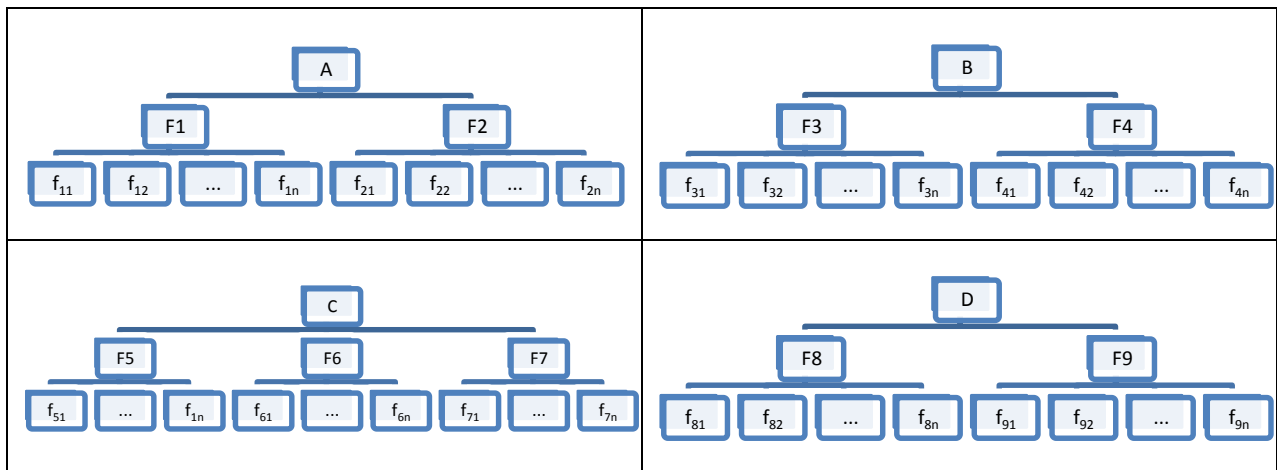 A
F1 F2
f₁₁ f₁₂ ... f₁ₙ f₂₁ f₂₂ ... f₂ₙ
B
F3 F4
f₃₁ f₃₂ ... f₃ₙ f₄₁ f₄₂ ... f₄ₙ
C
F5 F6 F7
f₅₁ ... f₁ₙ f₆₁ ... f₆ₙ f₇₁ ... f₇ₙ
D
F8 F9
f₈₁ f₈₂ ... f₈ₙ f₉₁ f₉₂ ... f₉ₙ